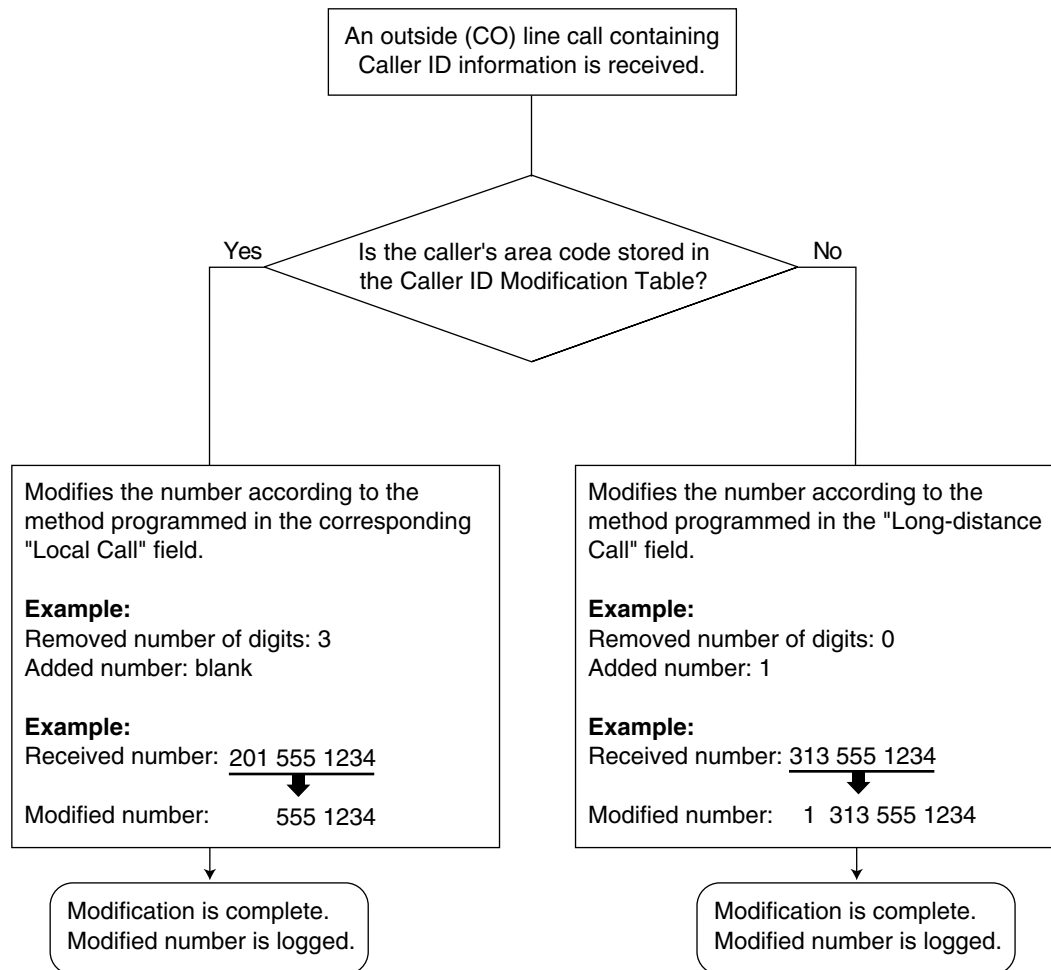 An outside (CO) line call containing
Caller ID information is received.
Yes
Is the caller's area code stored in
the Caller ID Modification Table?
No
Modifies the number according to the
method programmed in the corresponding
"Local Call" field.
Example:
Removed number of digits: 3
Added number: blank
Example:
Received number: 201 555 1234
Modified number: 555 1234
Modification is complete.
Modified number is logged.
Modifies the number according to the
method programmed in the "Long-distance
Call" field.
Example:
Removed number of digits: 0
Added number: 1
Example:
Received number: 313 555 1234
Modified number: 1 313 555 1234
Modification is complete.
Modified number is logged.